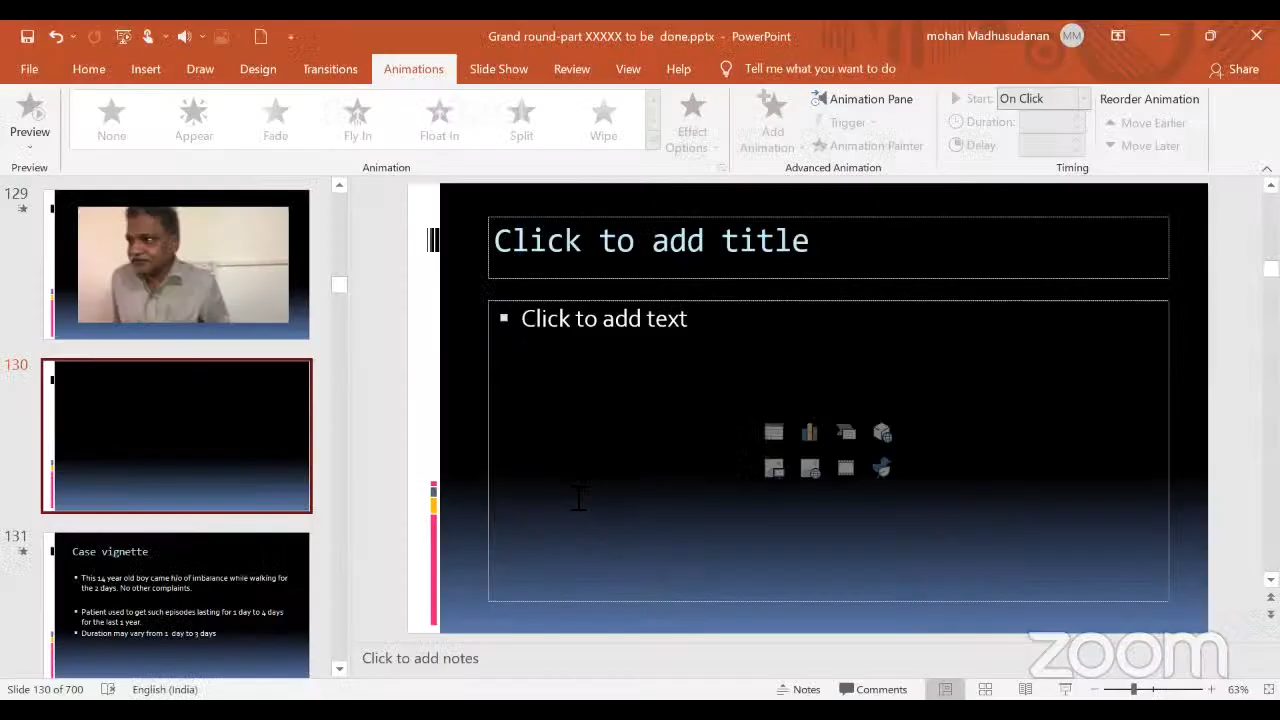 Grand round-part XXXXX to be done.pptx - PowerPoint
mohan Madhusudanan
MM
File
Home
Insert
Draw
Design
Transitions
Animations
Slide Show
Review
View
Help
Tell me what you want to do
Share
Preview
None
Appear
Fade
Fly In
Float In
Split
Wipe
Effect
Options
Add
Animation
Animation Pane
Trigger
Animation Painter
Start:
On Click
Duration:
Delay:
Reorder Animation
Move Earlier
Move Later
Preview
Animation
Advanced Animation
Timing
129
130
131
Case vignette
This 14 year old boy came h/o of imbarance while walking for
the 2 days. No other complaints.
Patient used to get such episodes lasting for 1 day to 4 days
for the last 1 year.
Duration may vary from 1 day to 3 days
Click to add title
Click to add text
Click to add notes
zoom
Slide 130 of 700
English (India)
Notes
Comments
63%